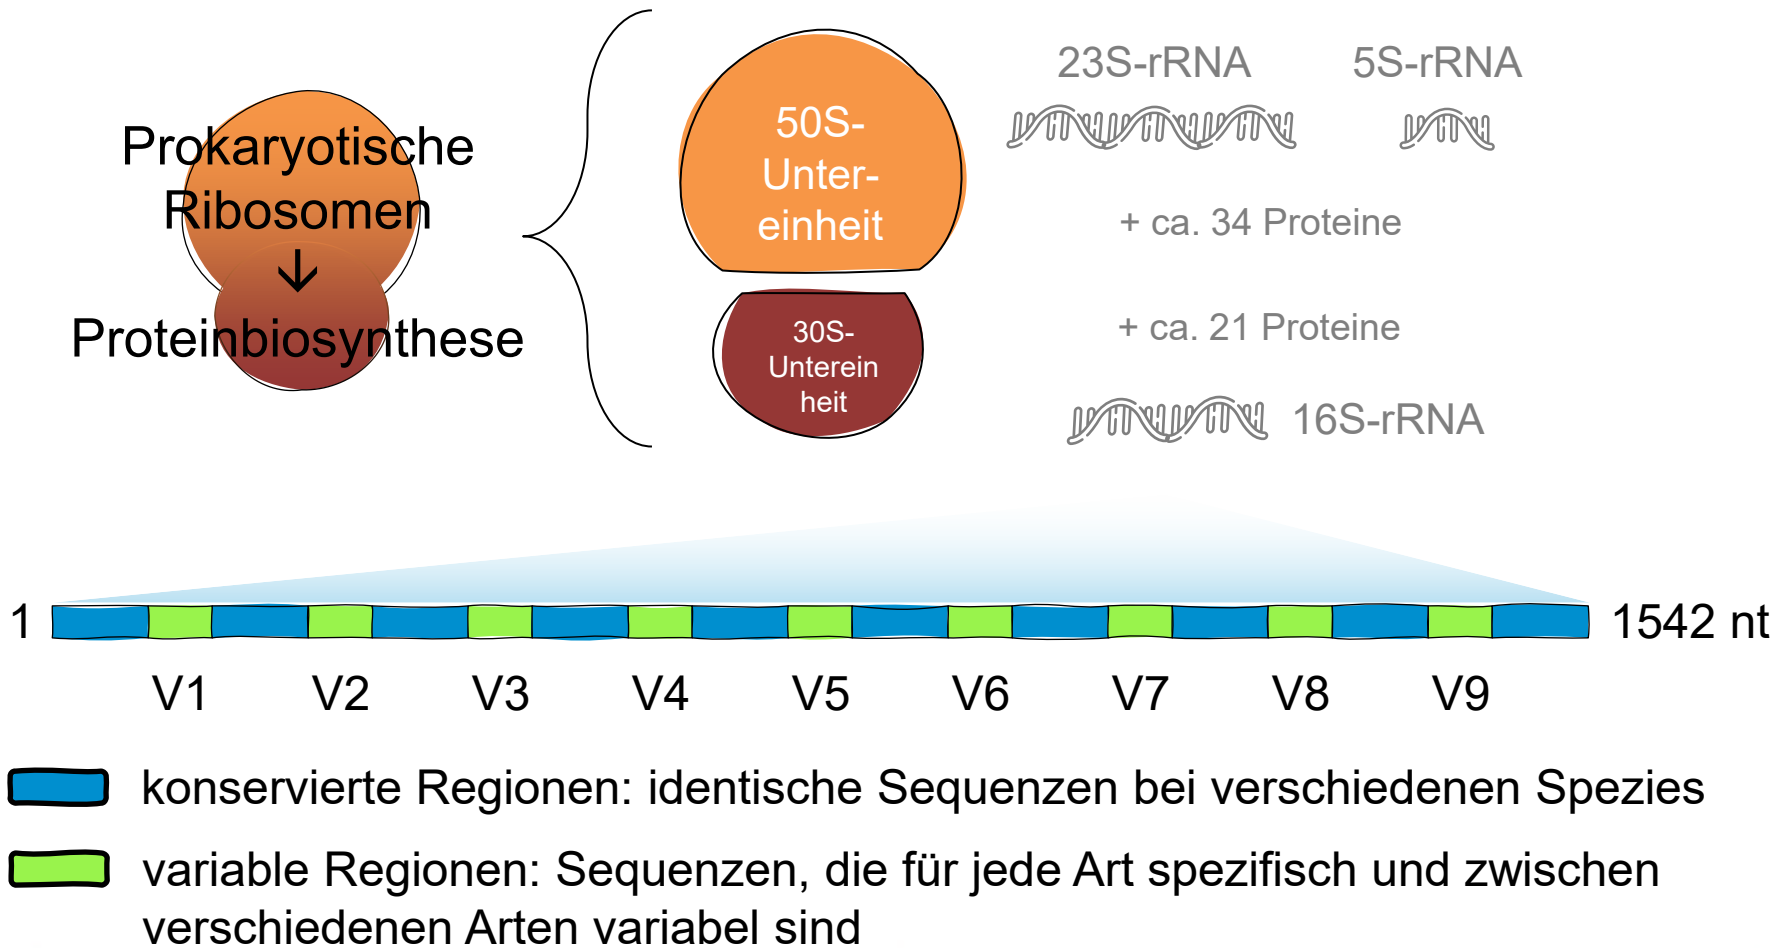 Prokaryotische
Ribosomen
↓
Proteinbiosynthese
50S-
Unter-
einheit
30S-
Unterein
heit
23S-rRNA
5S-rRNA
+ ca. 34 Proteine
+ ca. 21 Proteine
16S-rRNA
1
1542 nt
V1 V2 V3 V4 V5 V6 V7 V8 V9
konservierte Regionen: identische Sequenzen bei verschiedenen Spezies
variable Regionen: Sequenzen, die für jede Art spezifisch und zwischen
verschiedenen Arten variabel sind